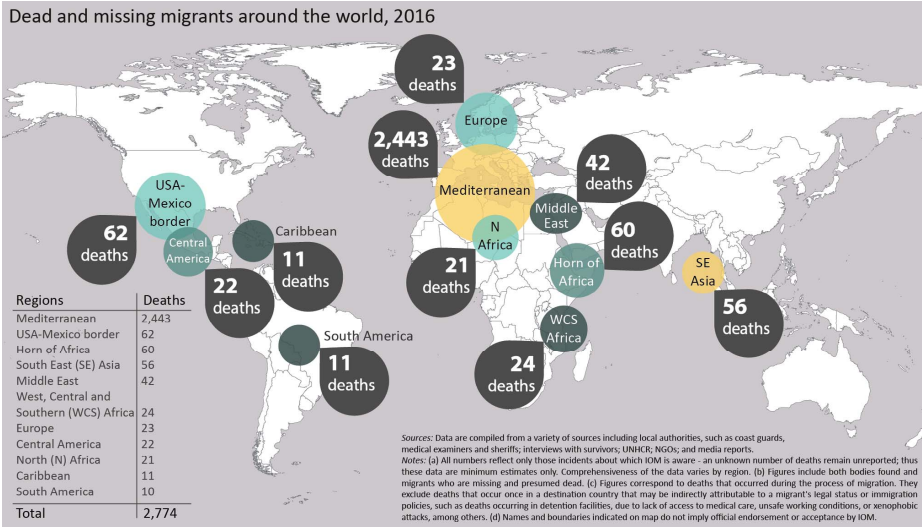 Dead and missing migrants around the world, 2016
23
deaths
Europe
2,443
deaths
Mediterranean
42
deaths
Middle
East
USA-
Mexico
border
62
deaths
Central
America
22
deaths
Caribbean
11
deaths
N
Africa
21
deaths
60
deaths
Horn of
Africa
SE
Asia
56
deaths
WCS
Africa
24
deaths
South America
11
deaths
Regions Deaths
Mediterranean 2,443
USA-Mexico border 62
Horn of Africa 60
South East (SE) Asia 56
Middle East 42
West, Central and
Southern (WCS) Africa 24
Europe 23
Central America 22
North (N) Africa 21
Caribbean 11
South America 10
Total 2,774
Sources: Data are compiled from a variety of sources including local authorities, such as coast guards,
medical examiners and sheriffs; interviews with survivors; UNHCR; NGOs; and media reports.
Notes: (a) All numbers reflect only those incidents about which IOM is aware - an unknown number of deaths remain unreported; thus
these data are minimum estimates only. Comprehensiveness of the data varies by region. (b) Figures include both bodies found and
migrants who are missing and presumed dead. (c) Figures correspond to deaths that occurred during the process of migration. They
exclude deaths that occur once in a destination country that may be indirectly attributable to a migrant's legal status or immigration
policies, such as deaths occurring in detention facilities, due to lack of access to medical care, unsafe working conditions, or xenophobic
attacks, among others. (d) Names and boundaries indicated on map do not imply official endorsement or acceptance by IOM.